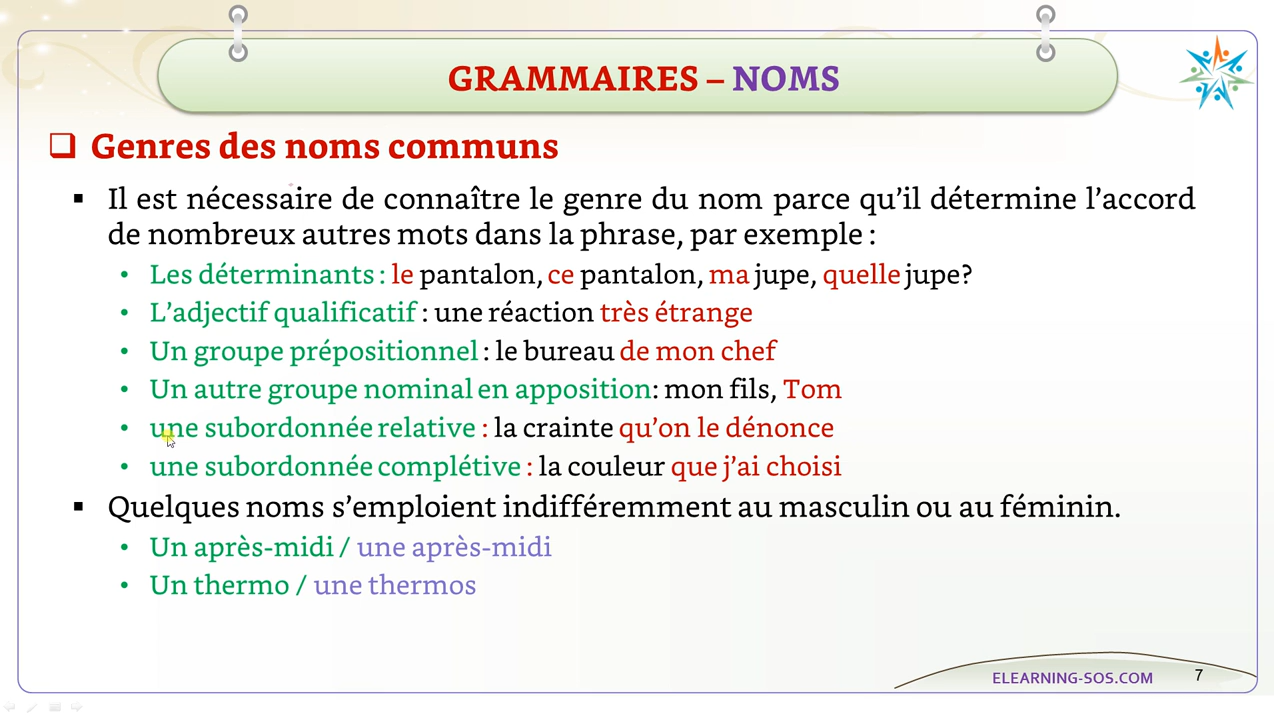 GRAMMAIRES – NOMS
Genres des noms communs
Il est nécessaire de connaître le genre du nom parce qu'il détermine l'accord
de nombreux autres mots dans la phrase, par exemple :
Les déterminants : le pantalon, ce pantalon, ma jupe, quelle jupe?
L'adjectif qualificatif : une réaction très étrange
Un groupe prépositionnel : le bureau de mon chef
Un autre groupe nominal en apposition: mon fils, Tom
une subordonnée relative : la crainte qu'on le dénonce
une subordonnée complétive : la couleur que j'ai choisi
Quelques noms s'emploient indifféremment au masculin ou au féminin.
Un après-midi / une après-midi
Un thermo / une thermos
ELEARNING-SOS.COM 7